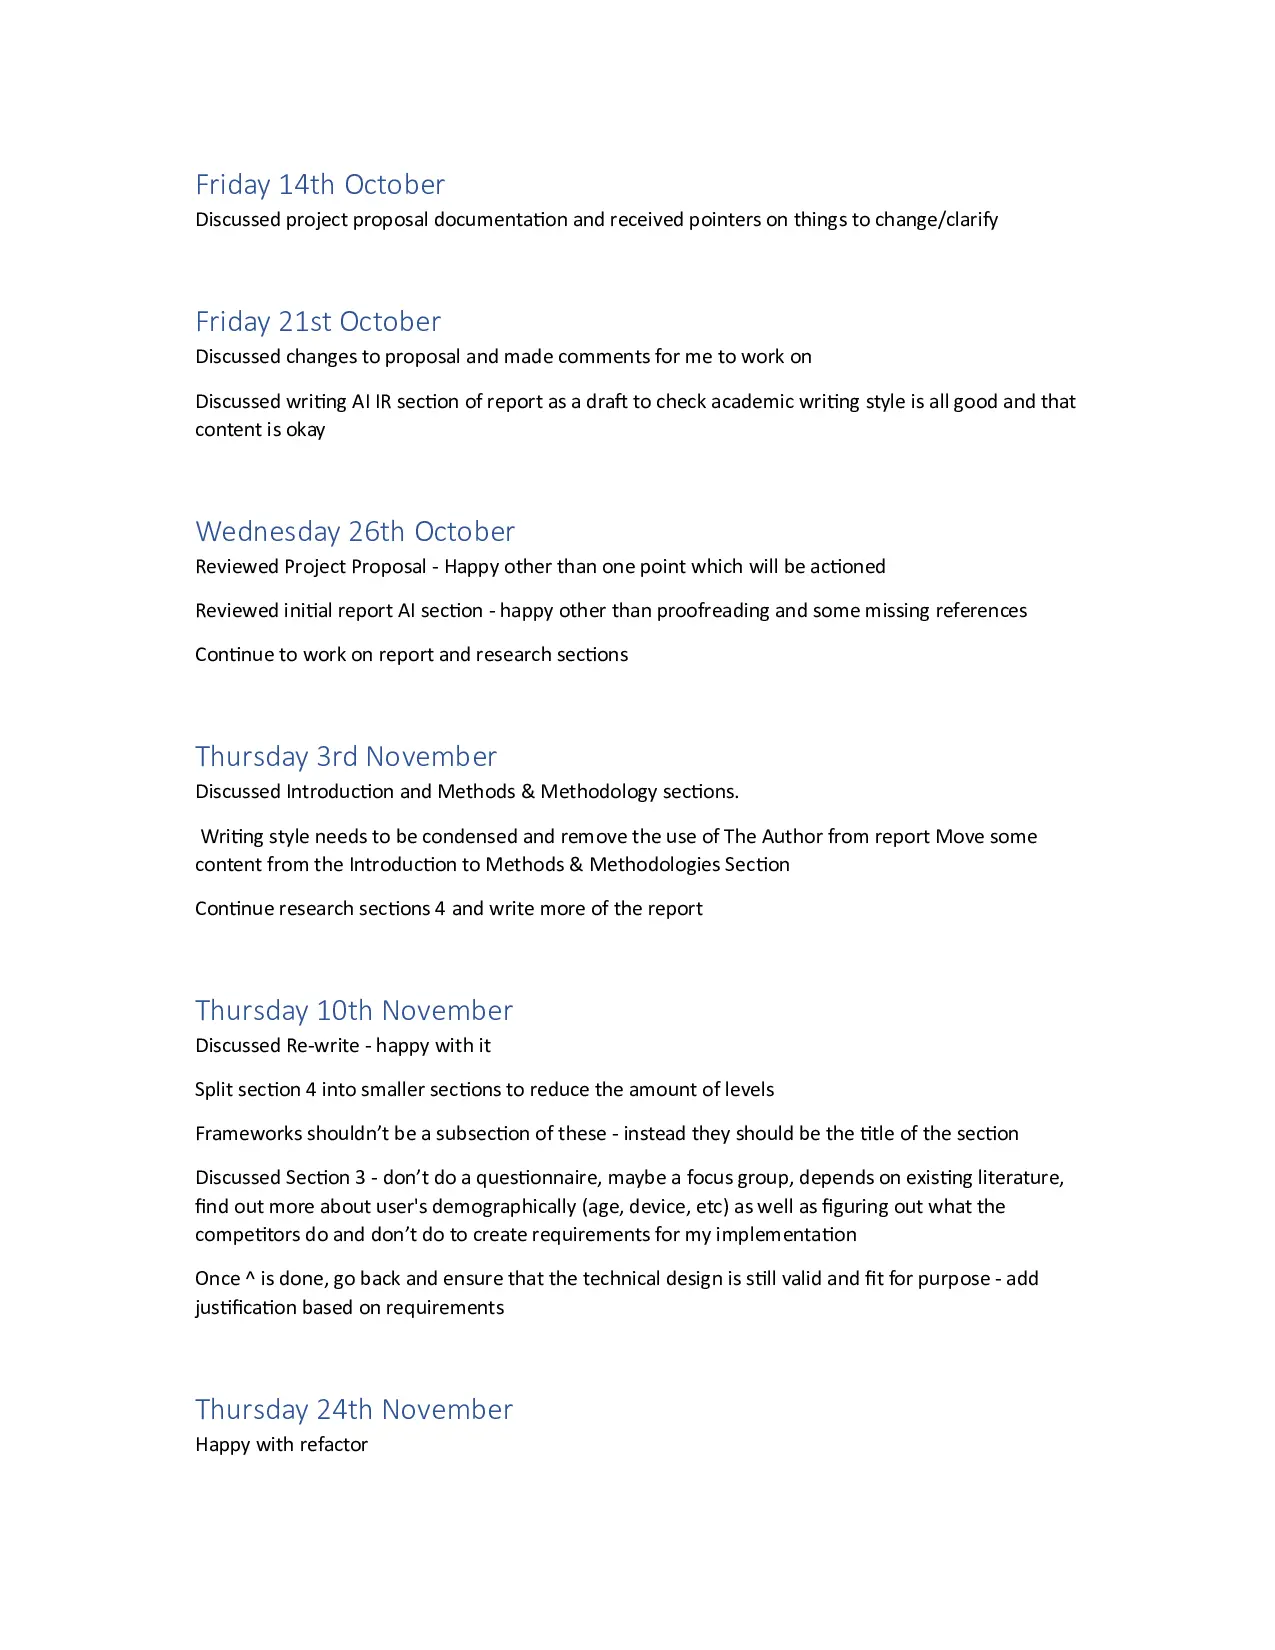 Friday 14th October
Discussed project proposal documentation and received pointers on things to change/clarify
Friday 21st October
Discussed changes to proposal and made comments for me to work on
Discussed writing AI IR section of report as a draft to check academic writing style is all good and that
content is okay
Wednesday 26th October
Reviewed Project Proposal - Happy other than one point which will be actioned
Reviewed initial report AI section - happy other than proofreading and some missing references
Continue to work on report and research sections
Thursday 3rd November
Discussed Introduction and Methods & Methodology sections.
Writing style needs to be condensed and remove the use of The Author from report Move some
content from the Introduction to Methods & Methodologies Section
Continue research sections 4 and write more of the report
Thursday 10th November
Discussed Re-write - happy with it
Split section 4 into smaller sections to reduce the amount of levels
Frameworks shouldn’t be a subsection of these - instead they should be the title of the section
Discussed Section 3 - don’t do a questionnaire, maybe a focus group, depends on existing literature,
find out more about user's demographically (age, device, etc) as well as figuring out what the
competitors do and don’t do to create requirements for my implementation
Once ^ is done, go back and ensure that the technical design is still valid and fit for purpose - add
justification based on requirements
Thursday 24th November
Happy with refactor